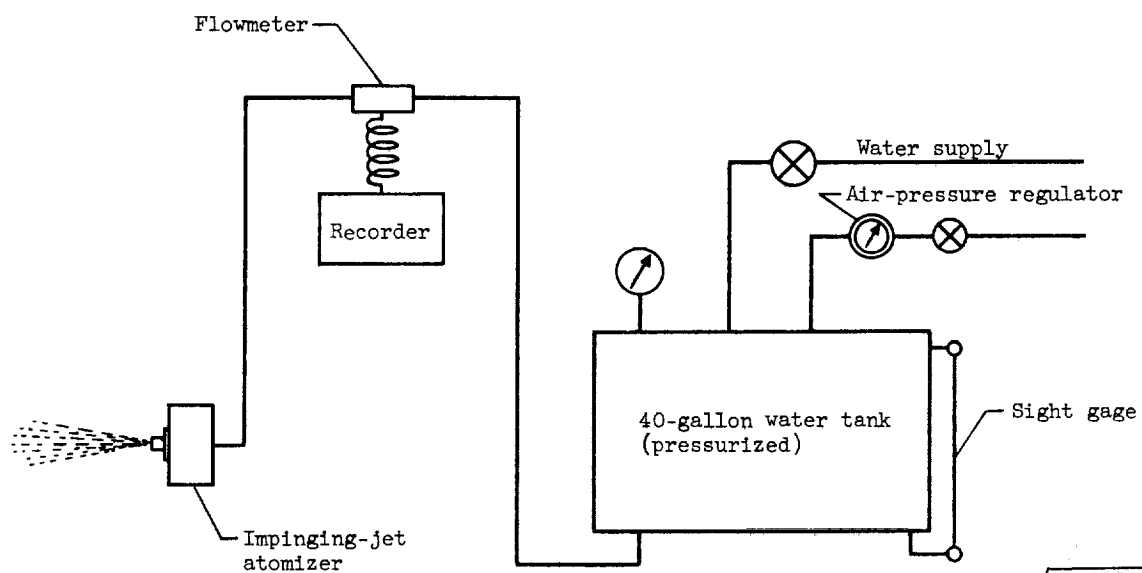 Flowmeter
Water supply
Air-pressure regulator
Recorder
40-gallon water tank
(pressurized)
Sight gage
Impinging-jet
atomizer